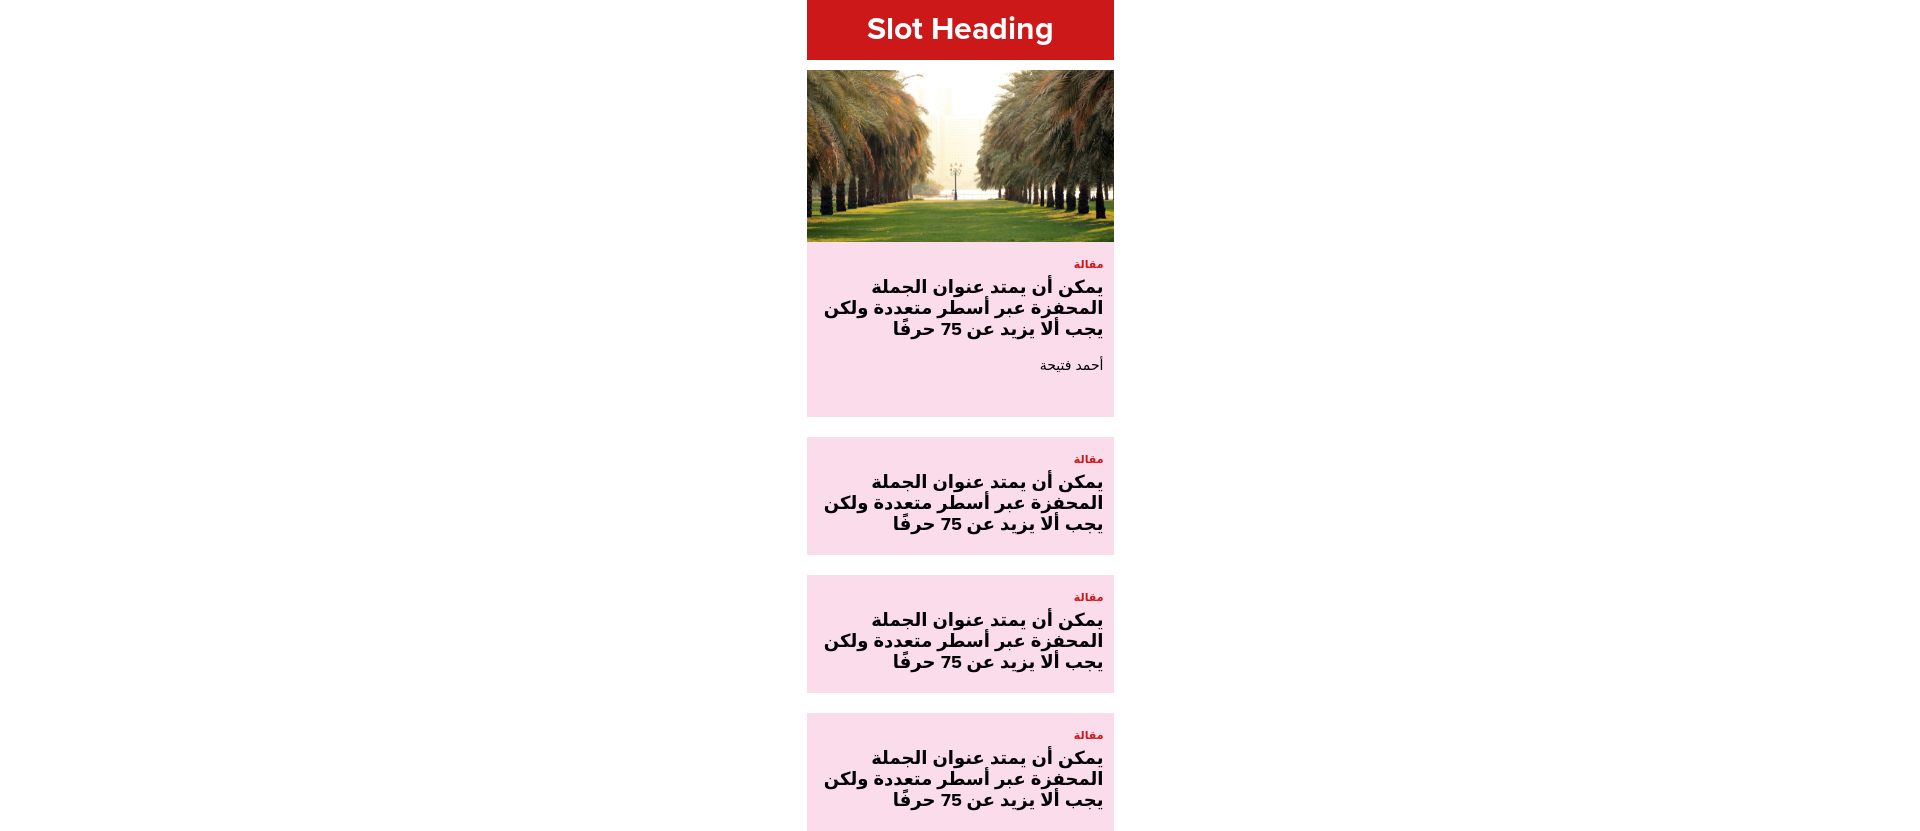 Slot Heading
مقالة
يمكن أن يمتد عنوان الجملة
المحفزة عبر أسطر متعددة ولكن
يجب ألا يزيد عن 75 حرفًا
أحمد فتيحة
مقالة
يمكن أن يمتد عنوان الجملة
المحفزة عبر أسطر متعددة ولكن
يجب ألا يزيد عن 75 حرفًا
مقالة
يمكن أن يمتد عنوان الجملة
المحفزة عبر أسطر متعددة ولكن
يجب ألا يزيد عن 75 حرفًا
مقالة
يمكن أن يمتد عنوان الجملة
المحفزة عبر أسطر متعددة ولكن
يجب ألا يزيد عن 75 حرفًا